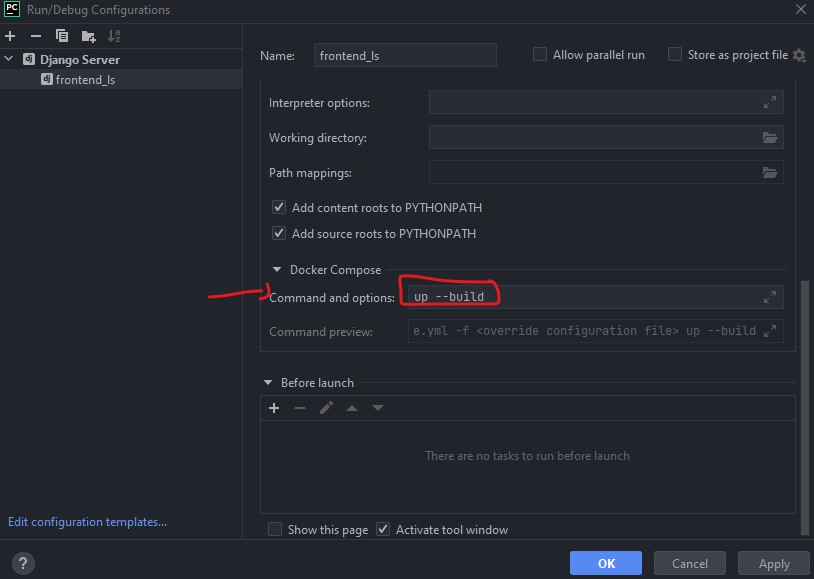 PC
Run/Debug Configurations
dj Django Server
dj frontend_ls
Name:
frontend_ls
Allow parallel run
Store as project file
Interpreter options:
Working directory:
Path mappings:
Add content roots to PYTHONPATH
Add source roots to PYTHONPATH
Docker Compose
Command and options:
up --build
Command preview:
e.yml -f <override configuration file> up --build
Before launch
There are no tasks to run before launch
Edit configuration templates...
Show this page
Activate tool window
?
OK
Cancel
Apply